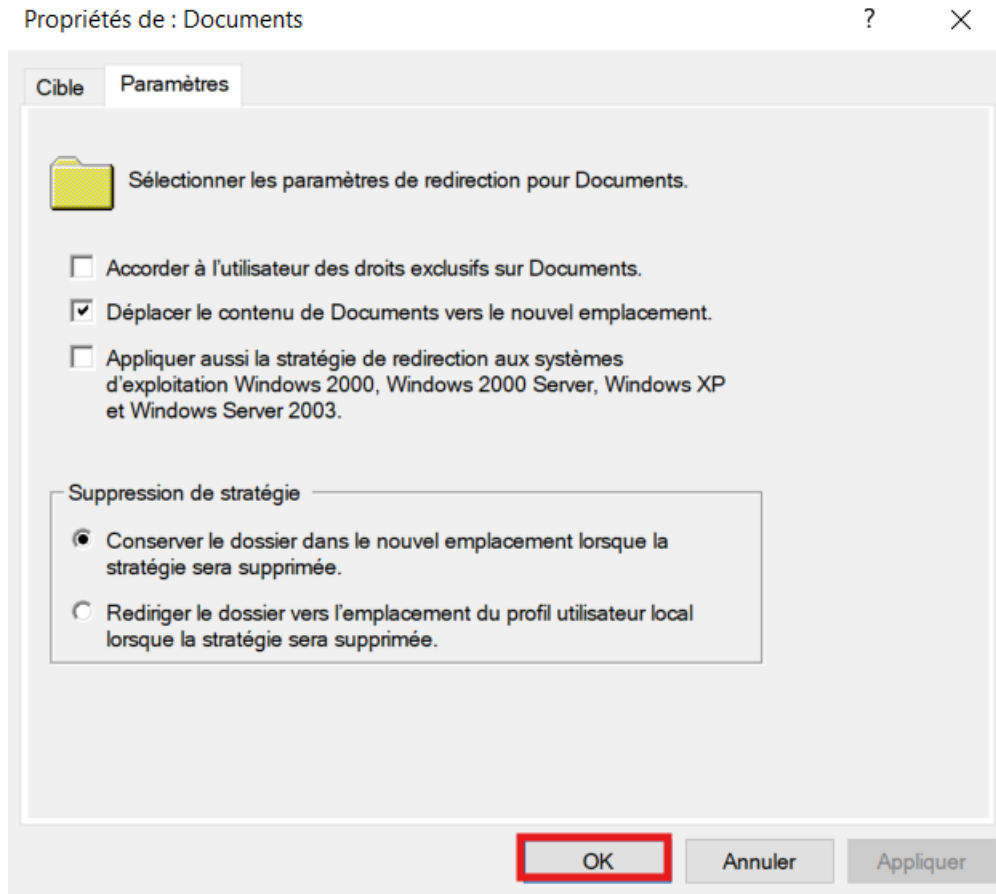 Propriétés de : Documents
?
Cible
Paramètres
Sélectionner les paramètres de redirection pour Documents.
Accorder à l'utilisateur des droits exclusifs sur Documents.
Déplacer le contenu de Documents vers le nouvel emplacement.
Appliquer aussi la stratégie de redirection aux systèmes
d'exploitation Windows 2000, Windows 2000 Server, Windows XP
et Windows Server 2003.
Suppression de stratégie
Conserver le dossier dans le nouvel emplacement lorsque la
stratégie sera supprimée.
Rediriger le dossier vers l'emplacement du profil utilisateur local
lorsque la stratégie sera supprimée.
OK
Annuler
Appliquer